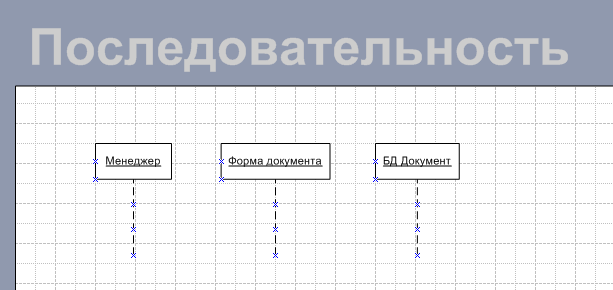 Последовательность
Менеджер
Форма документа
БД Документ